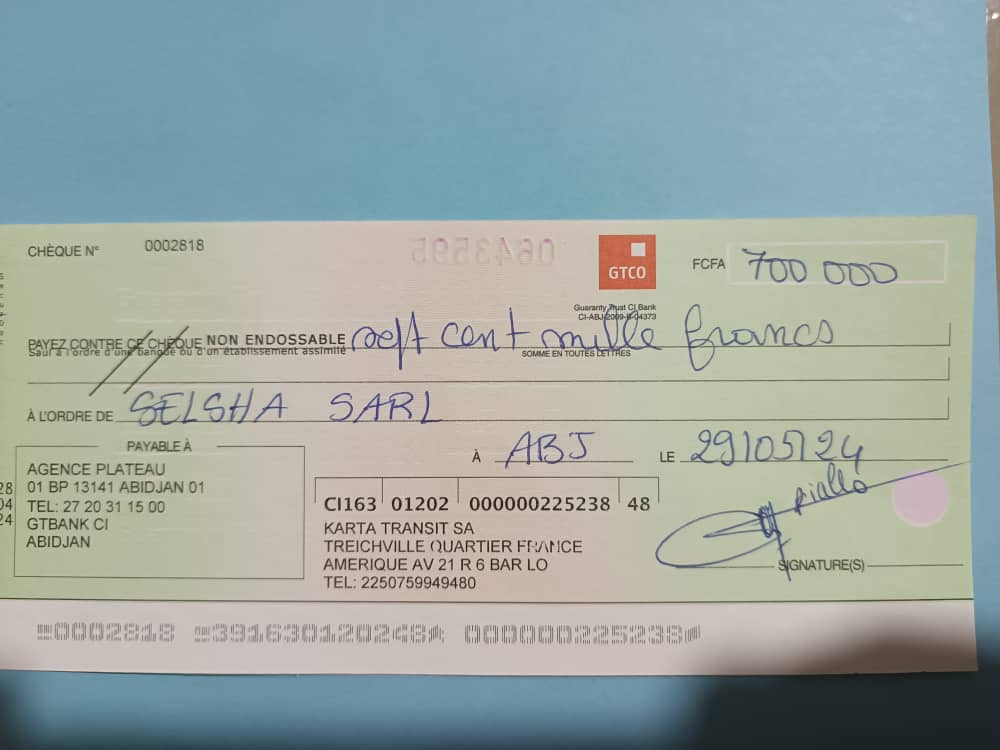 CHÈQUE N° 0002818
0643595
GTCO
FCFA 700 000
Guaranty Trust CI Bank
CI-ABJ-2009-B-04373
PAYEZ CONTRE CE CHÈQUE NON ENDOSSABLE sept cent mille francs
Sauf à l'ordre d'une banque ou d'un établissement assimilé
SOMME EN TOUTES LETTRES
À L'ORDRE DE SELSHA SARL
À ABJ LE 29/05/24
PAYABLE À
AGENCE PLATEAU
01 BP 13141 ABIDJAN 01
TEL: 27 20 31 15 00
GTBANK CI
ABIDJAN
CI163 01202 000000225238 48
KARTA TRANSIT SA
TREICHVILLE QUARTIER FRANCE
AMERIQUE AV 21 R 6 BAR LO
TEL: 2250759949480
SIGNATURE(S)
0002818 391630120248 000000225238